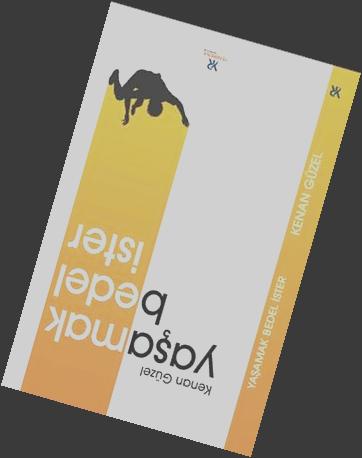 Kenan Güzel
yaşamak
bedel
ister
YAŞAMAK BEDEL İSTER
KENAN GÜZEL